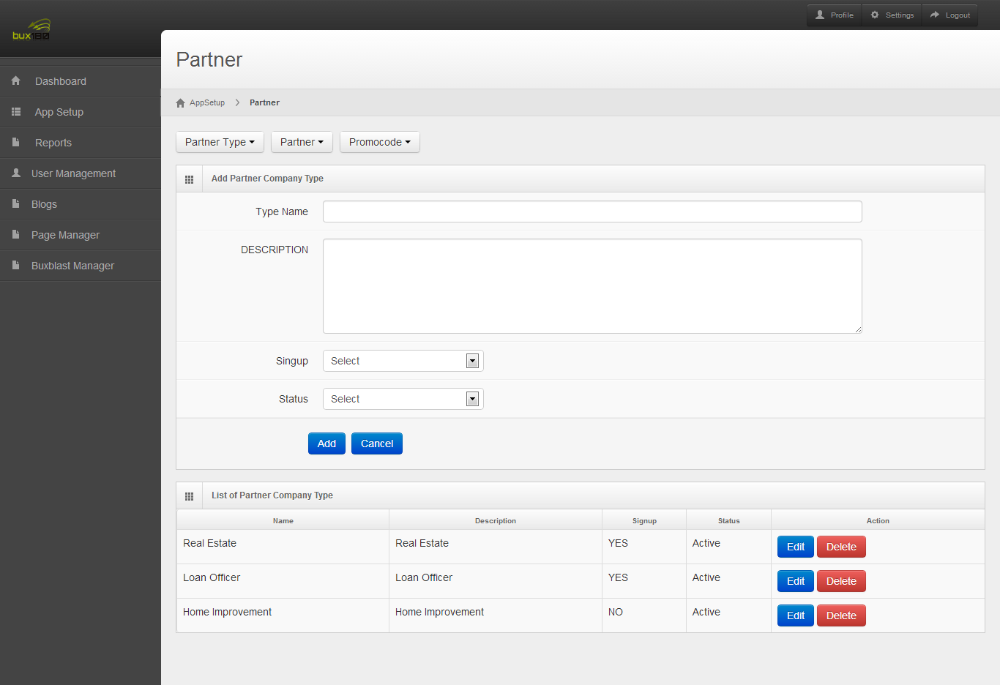 bux180
Profile
Settings
Logout
Dashboard
App Setup
Reports
User Management
Blogs
Page Manager
Buxblast Manager
Partner
AppSetup > Partner
Partner Type Partner Promocode
Add Partner Company Type
Type Name
DESCRIPTION
Singup Select
Status Select
Add Cancel
List of Partner Company Type
Name Description Signup Status Action
Real Estate Real Estate YES Active Edit Delete
Loan Officer Loan Officer YES Active Edit Delete
Home Improvement Home Improvement NO Active Edit Delete